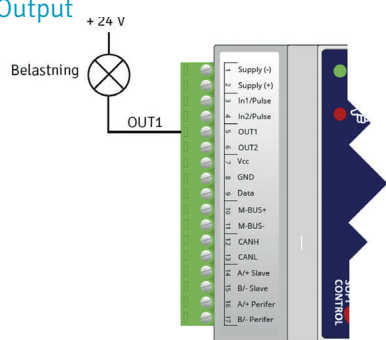 Output
+ 24 V
Belastning
OUT1
1 Supply (-)
2 Supply (+)
3 In1/Pulse
4 In2/Pulse
5 OUT1
6 OUT2
7 Vcc
8 GND
9 Data
10 M-BUS+
11 M-BUS-
12 CANH
13 CANL
14 A/+ Slave
15 B/- Slave
16 A/+ Perifer
17 B/- Perifer
CONTROL